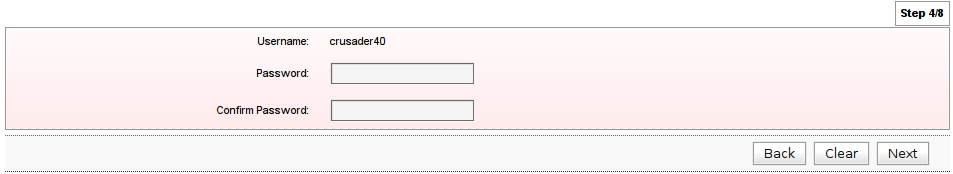 Step 4/8
Username: crusader40
Password:
Confirm Password:
Back Clear Next